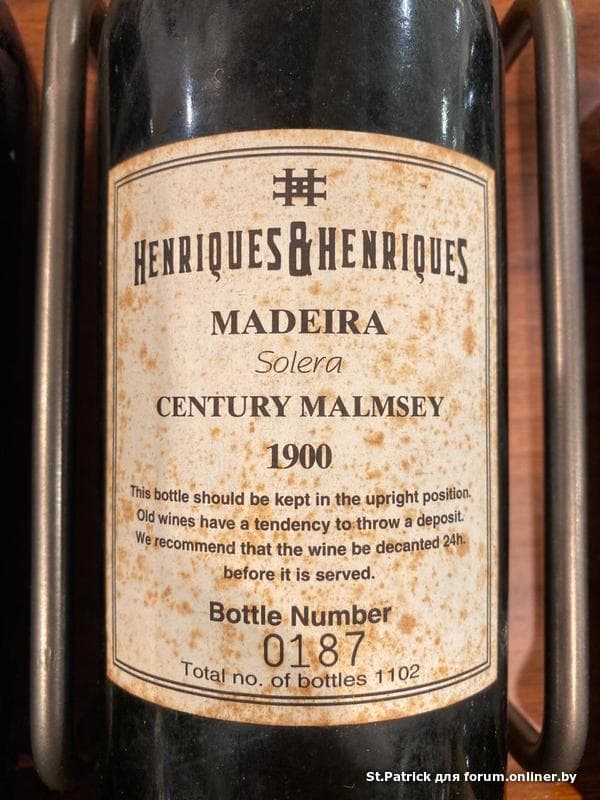 HENRIQUES&HENRIQUES
MADEIRA
Solera
CENTURY MALMSEY
1900
This bottle should be kept in the upright position.
Old wines have a tendency to throw a deposit.
We recommend that the wine be decanted 24h.
before it is served.
Bottle Number
0187
Total no. of bottles 1102
St.Patrick для forum.onliner.by